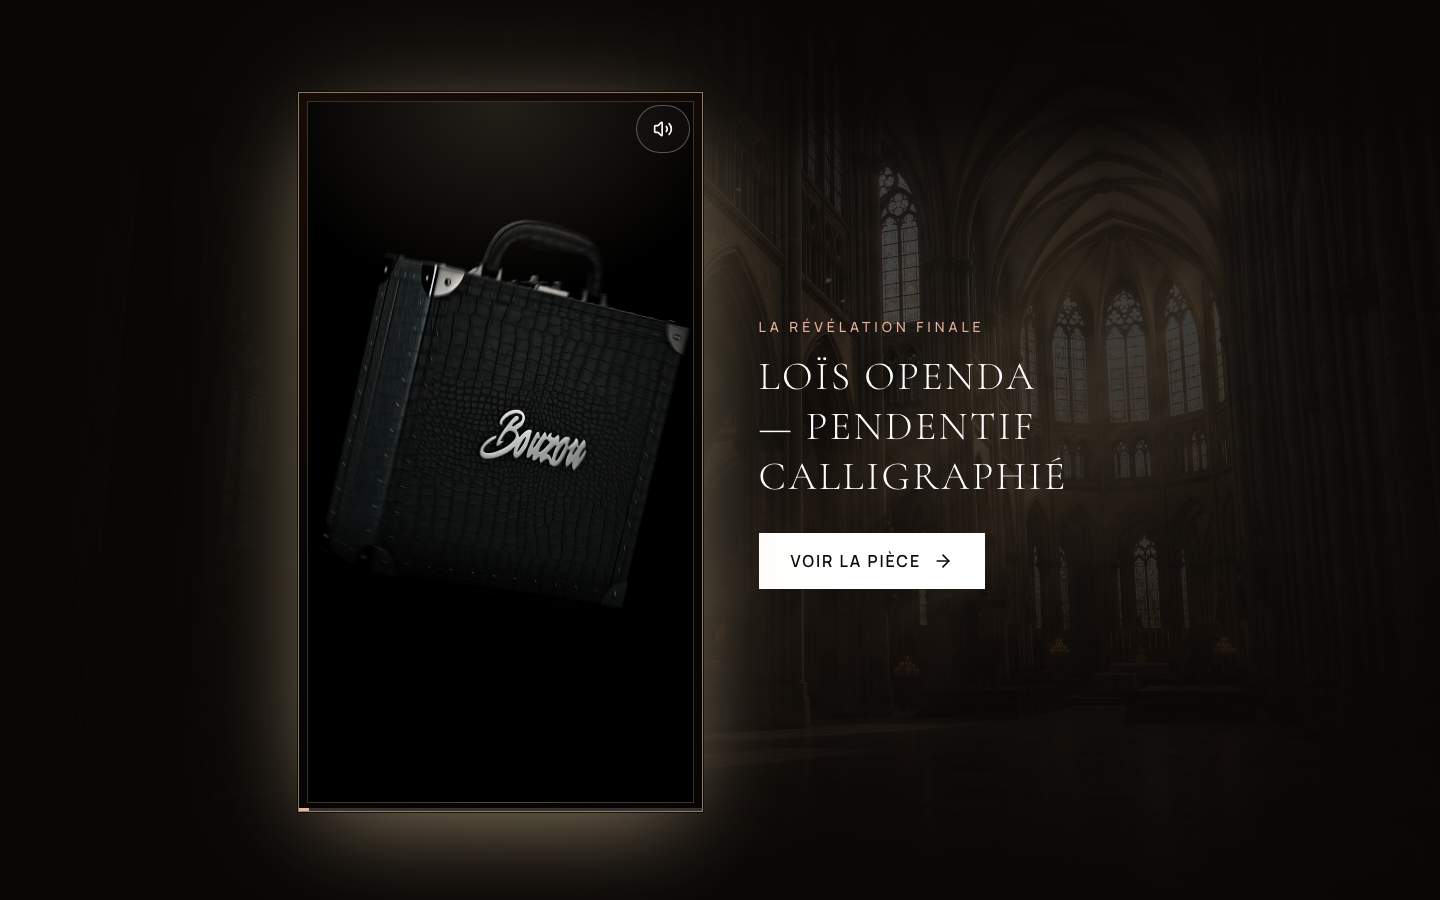 Bouzou
LA RÉVÉLATION FINALE
LOÏS OPENDA
— PENDENTIF
CALLIGRAPHIÉ
VOIR LA PIÈCE